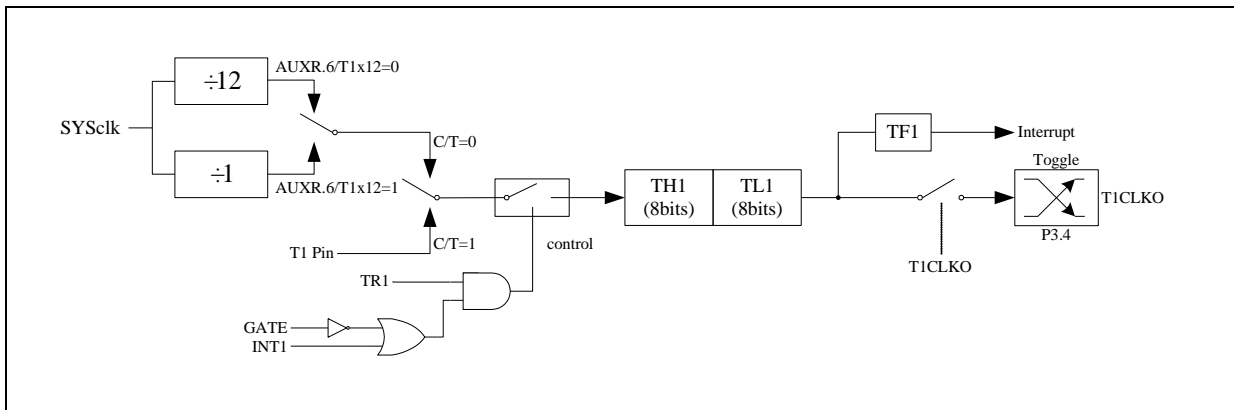 ÷12
AUXR.6/T1x12=0
SYSclk
÷1
AUXR.6/T1x12=1
C/T=0
C/T=1
T1 Pin
control
TR1
GATE
INT1
TH1
(8bits)
TL1
(8bits)
TF1
Interrupt
Toggle
T1CLKO
P3.4
T1CLKO